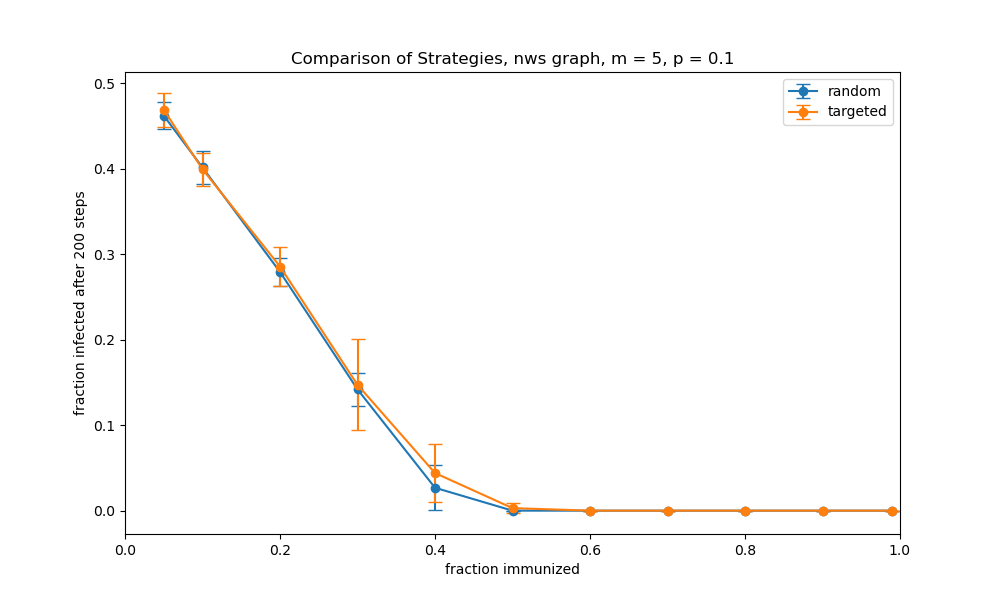 Comparison of Strategies, nws graph, m = 5, p = 0.1
random
targeted
fraction infected after 200 steps
0.5
0.4
0.3
0.2
0.1
0.0
0.0 0.2 0.4 0.6 0.8 1.0
fraction immunized